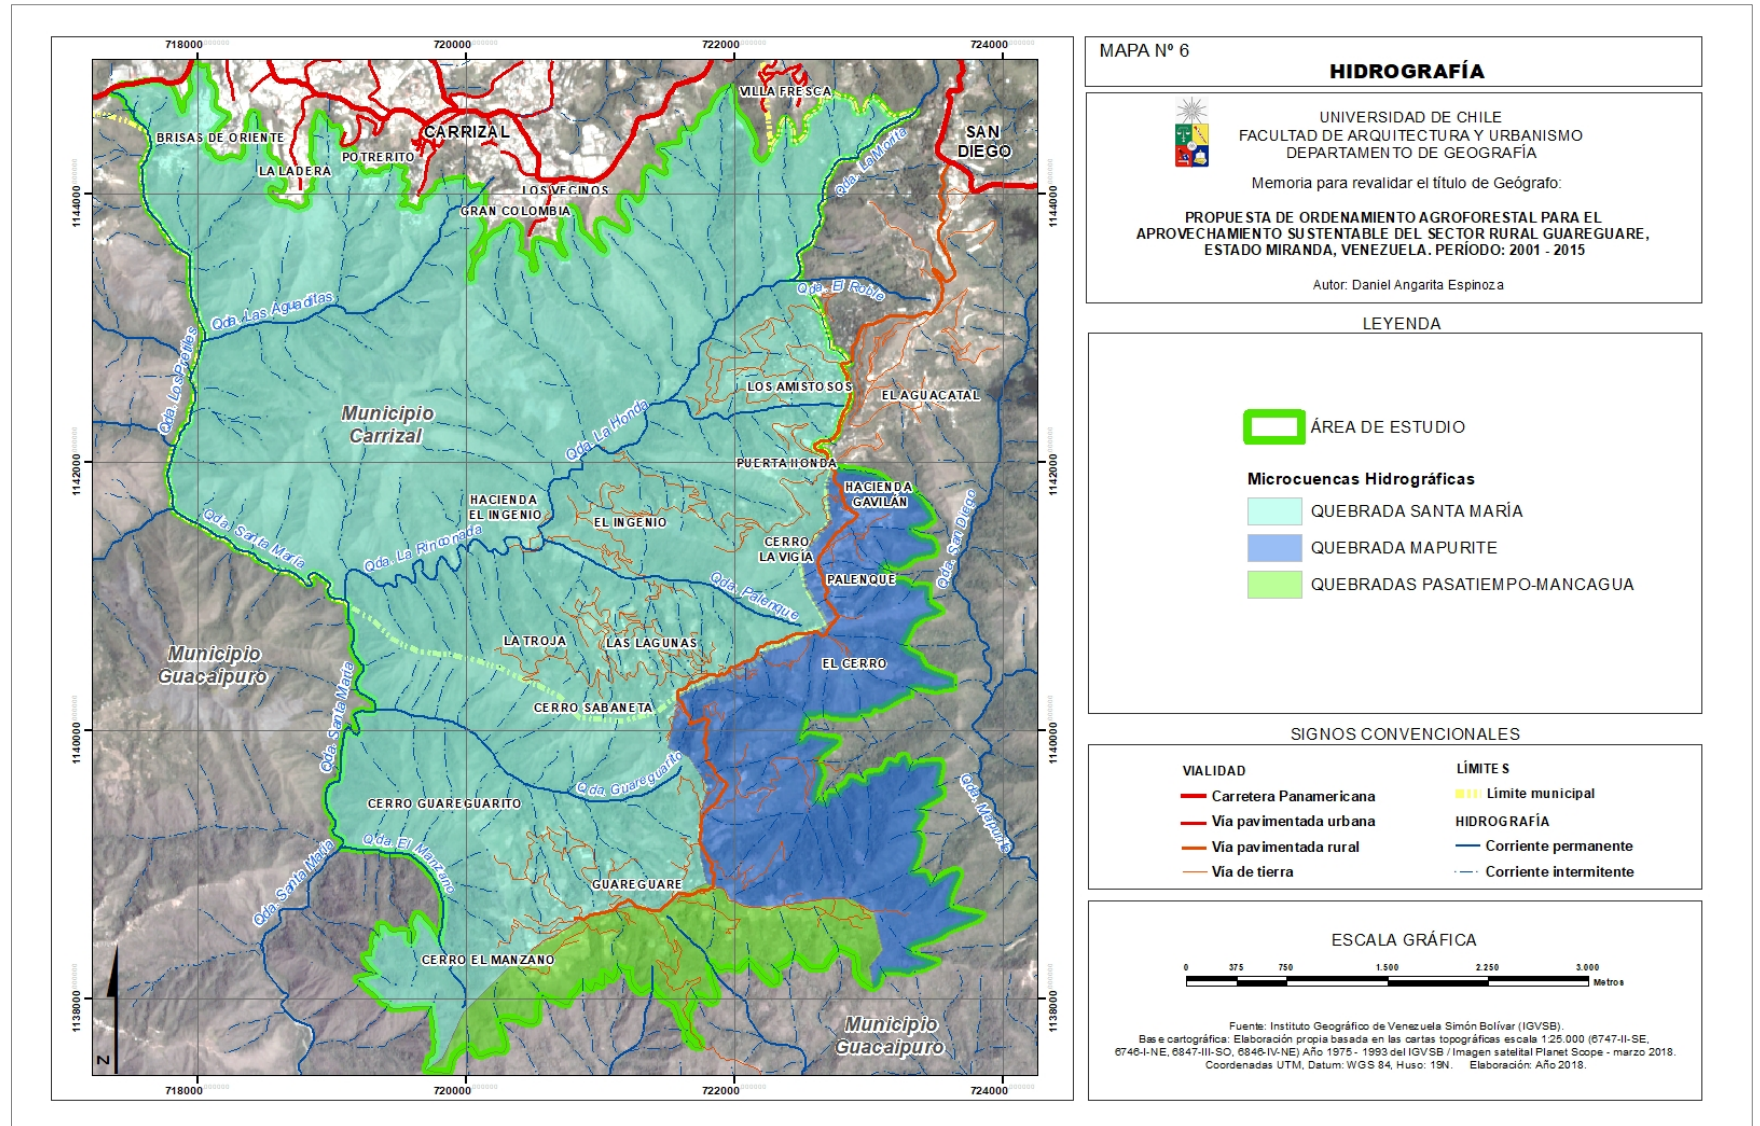 MAPA Nº 6
HIDROGRAFÍA
UNIVERSIDAD DE CHILE
FACULTAD DE ARQUITECTURA Y URBANISMO
DEPARTAMENTO DE GEOGRAFÍA
Memoria para revalidar el título de Geógrafo:
PROPUESTA DE ORDENAMIENTO AGROFORESTAL PARA EL
APROVECHAMIENTO SUSTENTABLE DEL SECTOR RURAL GUAREGUARE,
ESTADO MIRANDA, VENEZUELA. PERÍODO: 2001 - 2015
Autor: Daniel Angarita Espinoza
LEYENDA
ÁREA DE ESTUDIO
Microcuencas Hidrográficas
QUEBRADA SANTA MARÍA
QUEBRADA MAPURITE
QUEBRADAS PASATIEMPO-MANCAGUA
SIGNOS CONVENCIONALES
VIALIDAD
Carretera Panamericana
Vía pavimentada urbana
Vía pavimentada rural
Vía de tierra
LÍMITES
Límite municipal
HIDROGRAFÍA
Corriente permanente
Corriente intermitente
ESCALA GRÁFICA
0 375 750 1.500 2.250 3.000
Metros
Fuente: Instituto Geográfico de Venezuela Simón Bolívar (IGVSB).
Base cartográfica: Elaboración propia basada en las cartas topográficas escala 1:25.000 (6747-II-SE,
6746-I-NE, 6847-III-SO, 6846-IV-NE) Año 1975 - 1993 del IGVSB / Imagen satelital Planet Scope - marzo 2018.
Coordenadas UTM, Datum: WGS 84, Huso: 19N. Elaboración: Año 2018.
718000 720000 722000 724000
1144000
1142000
1140000
1138000
1144000
1142000
1140000
1138000
718000 720000 722000 724000
VILLA FRESCA
BRISAS DE ORIENTE
CARRIZAL
SAN
DIEGO
POTRERITO
LA LADERA
Qda. La Morita
LOS VECINOS
GRAN COLOMBIA
Qda. El Roble
Qda. Las Aguaditas
Qda. Los Pretiles
LOS AMISTOSOS
EL AGUACATAL
Municipio
Carrizal
Qda. La Honda
PUERTA HONDA
HACIENDA
GAVILÁN
HACIENDA
EL INGENIO
EL INGENIO
Qda. Santa María
Qda. La Rinconada
CERRO
LA VIGÍA
Qda. San Diego
PALENQUE
Qda. Palenque
LA TROJA
LAS LAGUNAS
Municipio
Guacaipuro
EL CERRO
Qda. Santa María
CERRO SABANETA
Qda. Guareguarito
CERRO GUAREGUARITO
Qda. Mapurite
Qda. El Manzano
Qda. Santa María
GUAREGUARE
CERRO EL MANZANO
Municipio
Guacaipuro
N